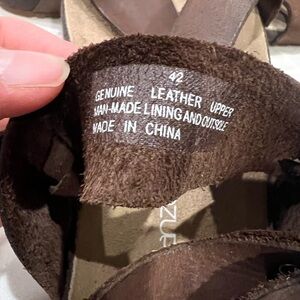 42
GENUINE LEATHER UPPER
MAN-MADE LINING AND OUTSOLE
MADE IN CHINA